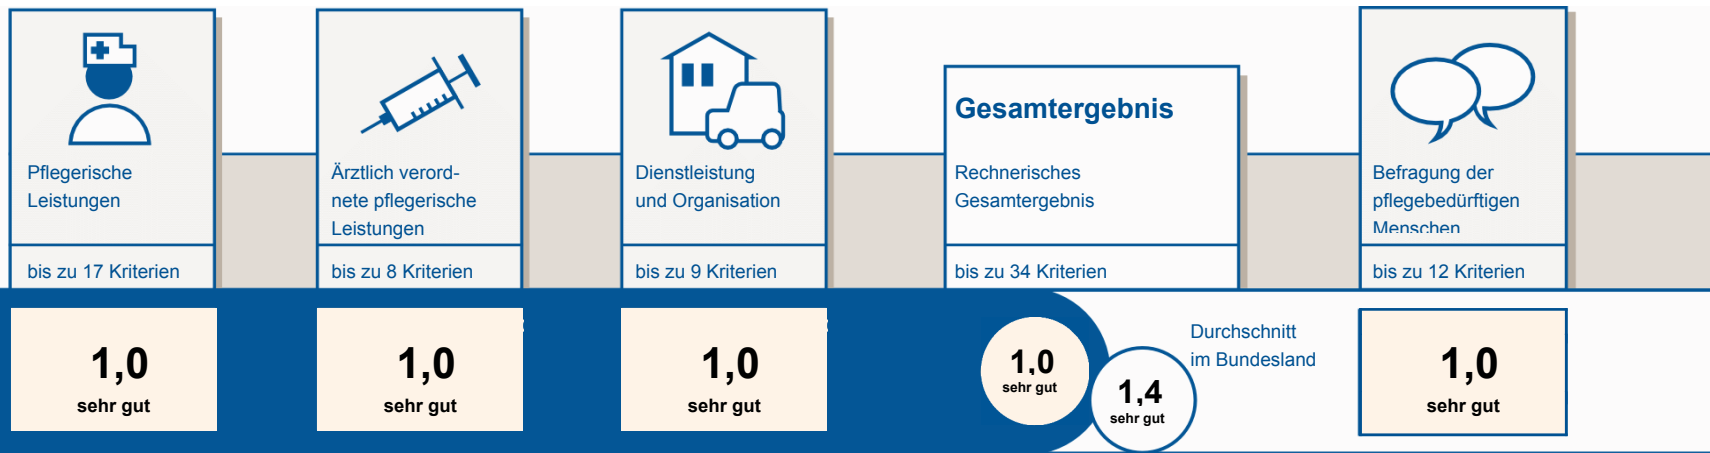 Pflegerische
Leistungen
bis zu 17 Kriterien
1,0
sehr gut
Ärztlich verord-
nete pflegerische
Leistungen
bis zu 8 Kriterien
1,0
sehr gut
Dienstleistung
und Organisation
bis zu 9 Kriterien
1,0
sehr gut
Gesamtergebnis
Rechnerisches
Gesamtergebnis
bis zu 34 Kriterien
1,0
sehr gut
1,4
sehr gut
Durchschnitt
im Bundesland
Befragung der
pflegebedürftigen
Menschen
bis zu 12 Kriterien
1,0
sehr gut